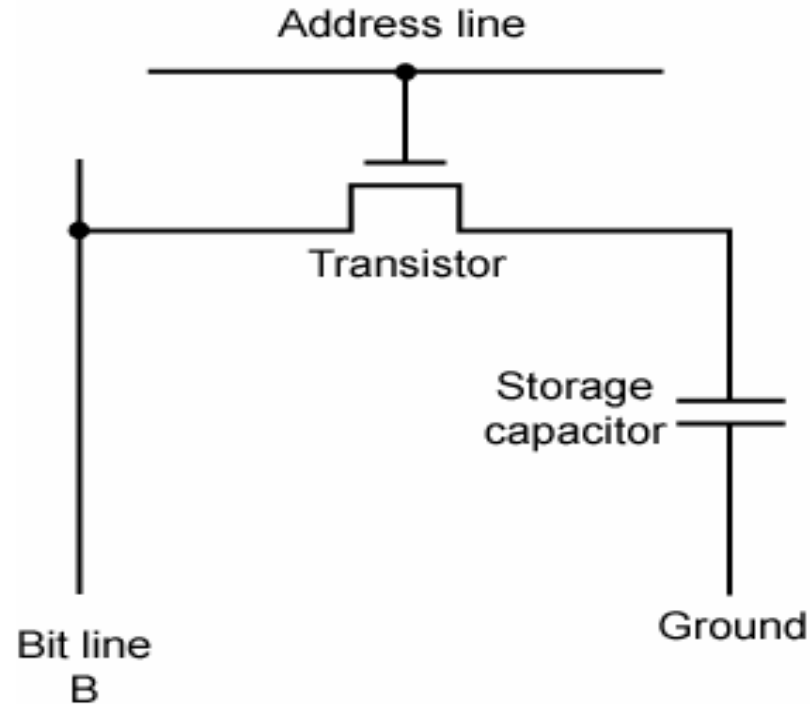 Address line
Transistor
Storage
capacitor
Ground
Bit line
B